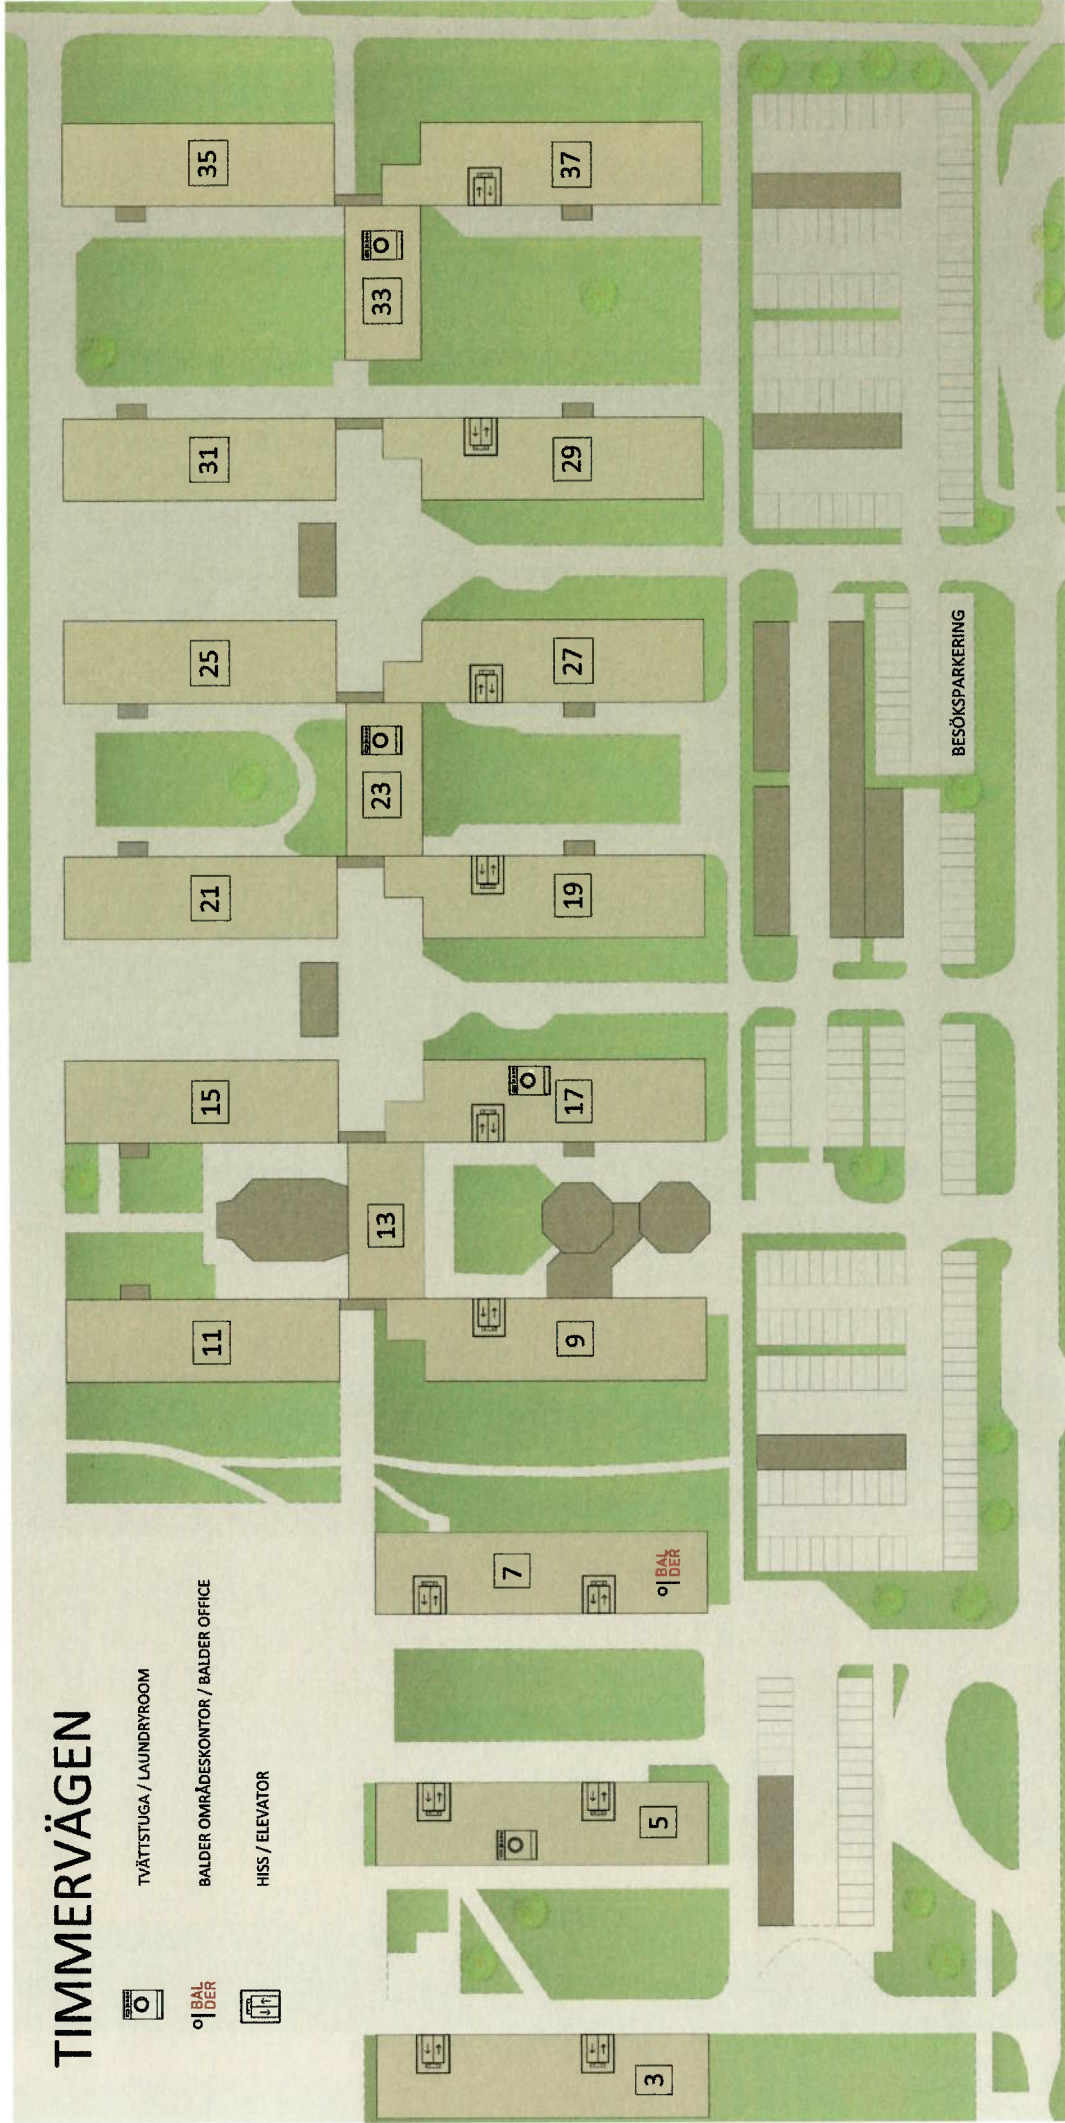 TIMMERVÄGEN
TVÄTTSTUGA / LAUNDRYROOM
BALDER OMRÅDESKONTOR / BALDER OFFICE
HISS / ELEVATOR
BAL
DER
3
5
7
BAL
DER
9
11
13
15
17
19
21
23
25
27
29
31
33
35
37
BESÖKSPARKERING